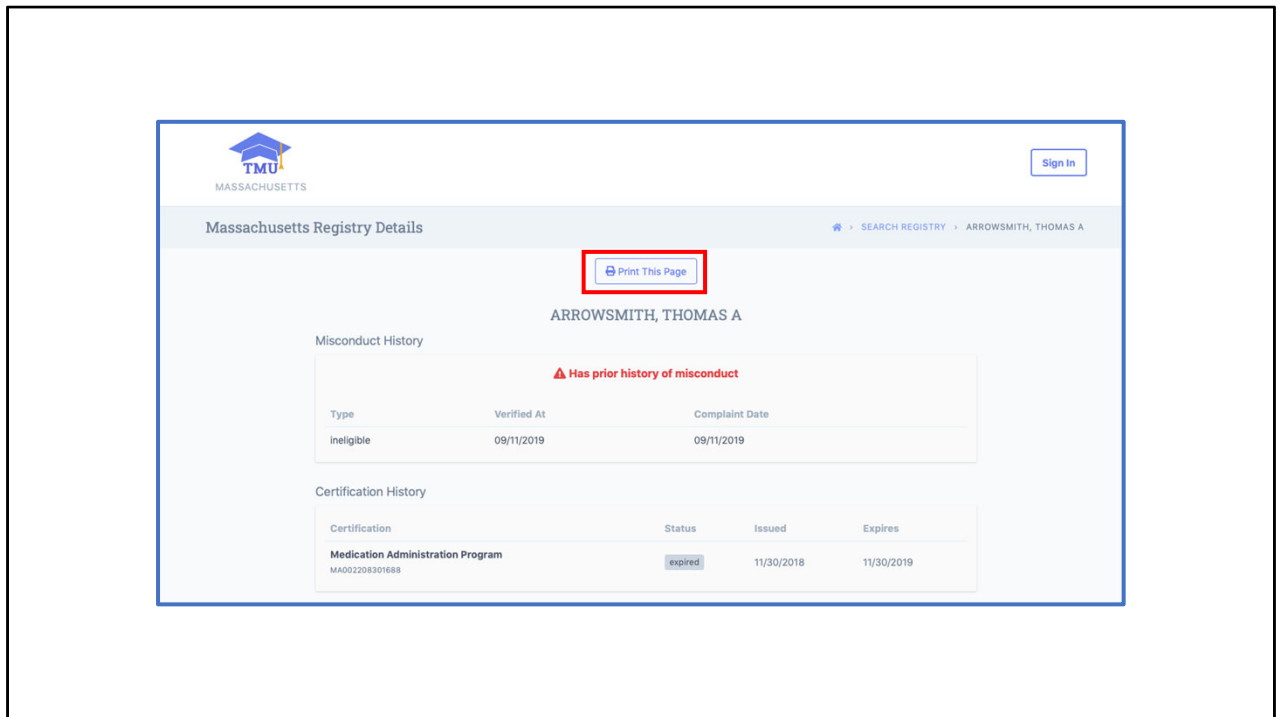 TMU
MASSACHUSETTS
Sign In
Massachusetts Registry Details
SEARCH REGISTRY › ARROWSMITH, THOMAS A
Print This Page
ARROWSMITH, THOMAS A
Misconduct History
Has prior history of misconduct
Type Verified At Complaint Date
ineligible 09/11/2019 09/11/2019
Certification History
Certification Status Issued Expires
Medication Administration Program expired 11/30/2018 11/30/2019
MA002208301688